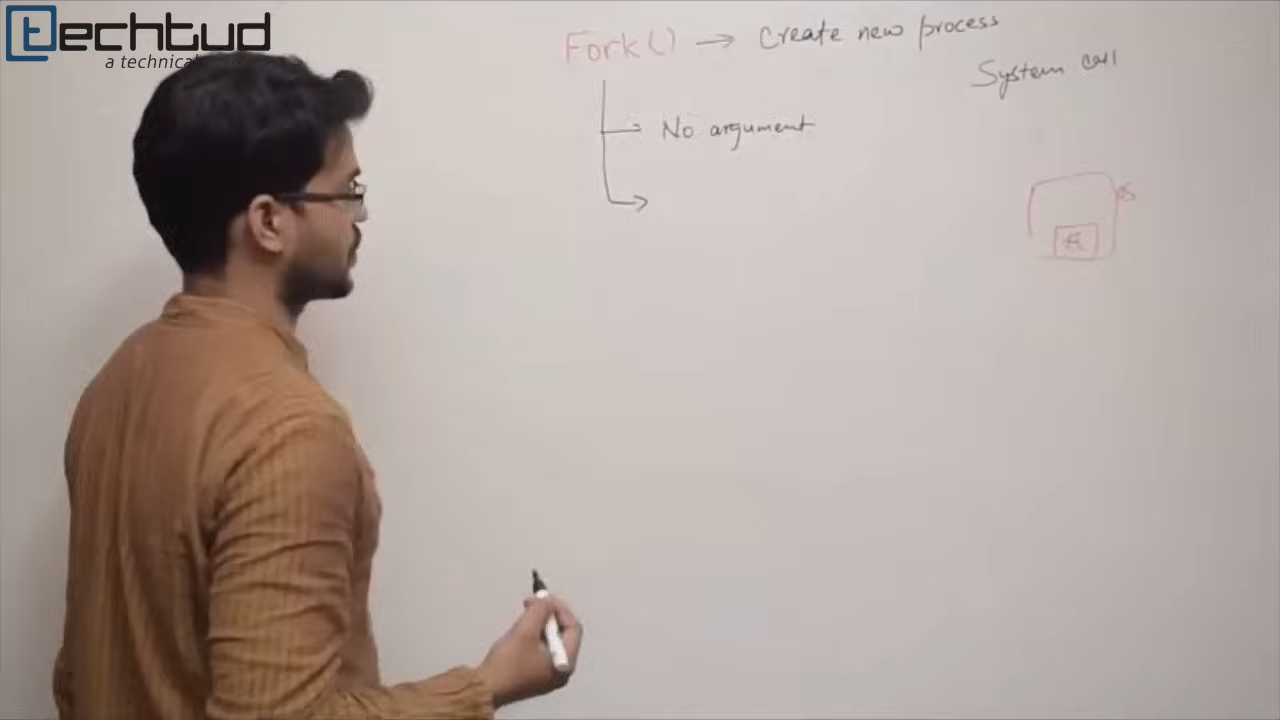 techtud
a technical
Fork() → Create new process
System call
No argument